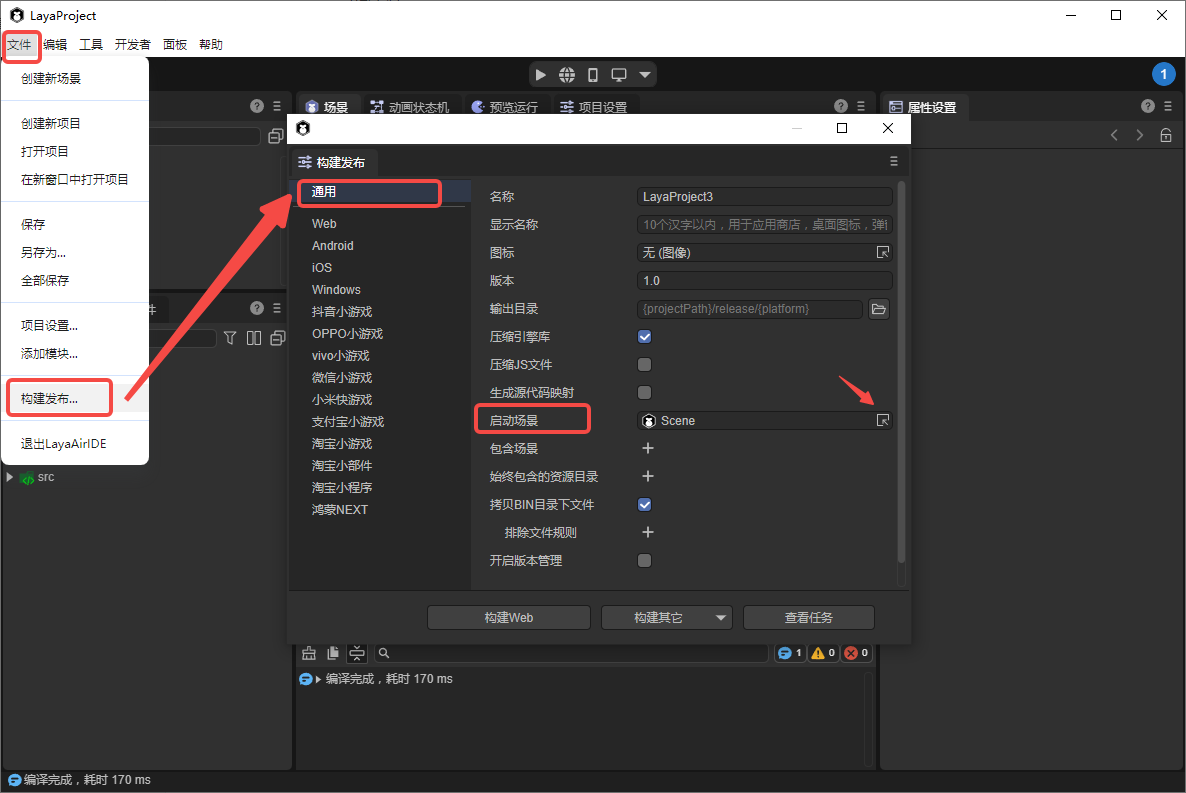 LayaProject
文件 编辑 工具 开发者 面板 帮助
创建新场景
创建新项目
打开项目
在新窗口中打开项目
保存
另存为...
全部保存
项目设置...
添加模块...
构建发布...
退出LayaAirIDE
src
1
场景 动画状态机 预览运行 项目设置
属性设置
构建发布
通用
Web
Android
iOS
Windows
抖音小游戏
OPPO小游戏
vivo小游戏
微信小游戏
小米快游戏
支付宝小游戏
淘宝小游戏
淘宝小部件
淘宝小程序
鸿蒙NEXT
名称 LayaProject3
显示名称 10个汉字以内，用于应用商店，桌面图标，弹
图标 无 (图像)
版本 1.0
输出目录 {projectPath}/release/{platform}
压缩引擎库
压缩JS文件
生成源代码映射
启动场景 Scene
包含场景
始终包含的资源目录
拷贝BIN目录下文件
排除文件规则
开启版本管理
构建Web 构建其它 查看任务
1 0 0
编译完成，耗时 170 ms
编译完成，耗时 170 ms